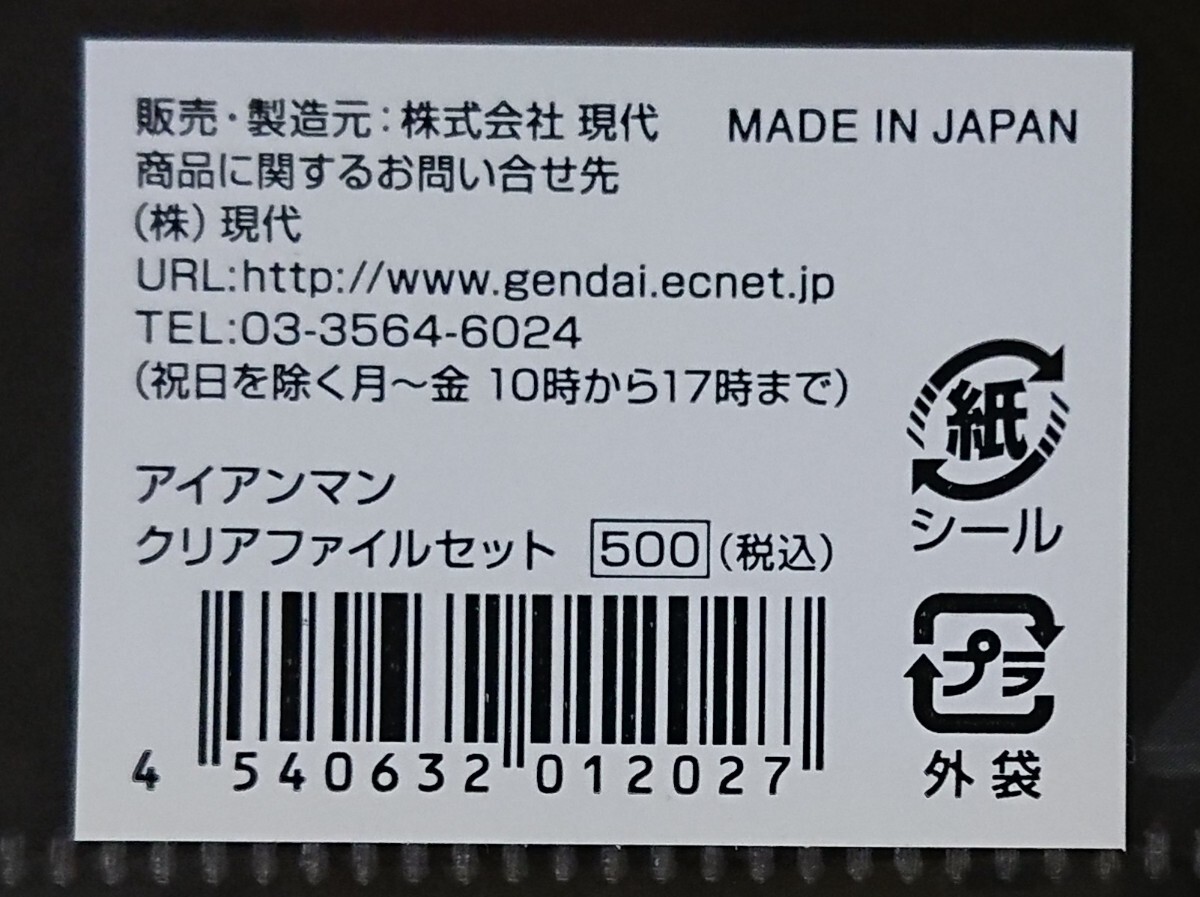 販売・製造元：株式会社 現代 MADE IN JAPAN
商品に関するお問い合せ先
（株）現代
URL:http://www.gendai.ecnet.jp
TEL:03-3564-6024
（祝日を除く月～金 10時から17時まで）
アイアンマン
クリアファイルセット 500（税込）
4 540632 012027
紙
シール
プラ
外袋